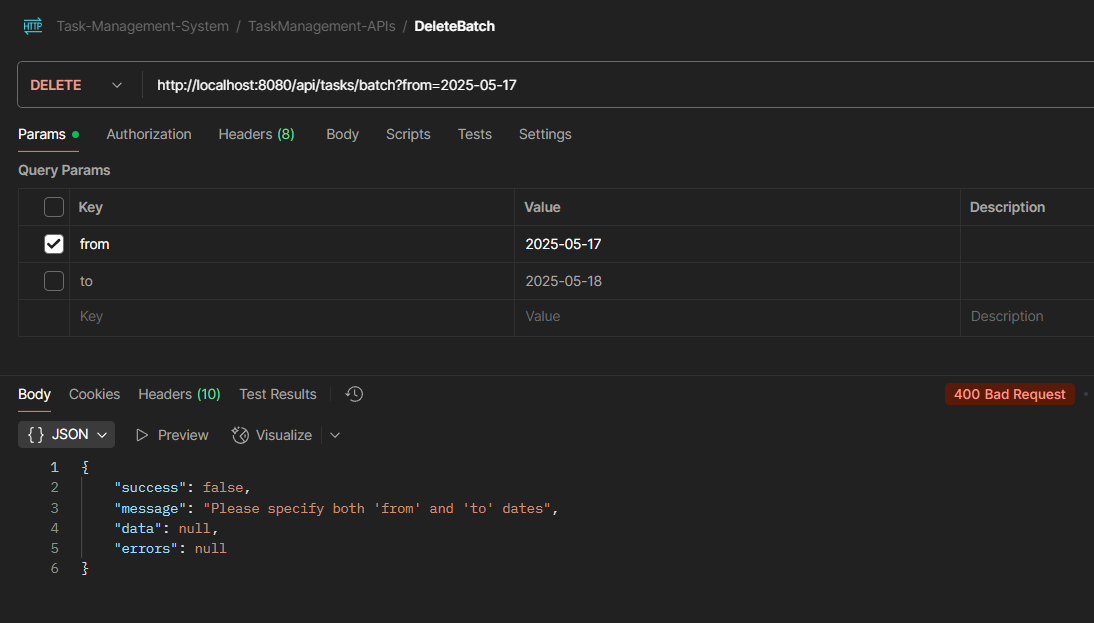 HTTP Task-Management-System / TaskManagement-APIs / DeleteBatch
DELETE http://localhost:8080/api/tasks/batch?from=2025-05-17
Params Authorization Headers (8) Body Scripts Tests Settings
Query Params
Key Value Description
from 2025-05-17
to 2025-05-18
Key Value Description
Body Cookies Headers (10) Test Results 400 Bad Request
{} JSON Preview Visualize
1 {
2 "success": false,
3 "message": "Please specify both 'from' and 'to' dates",
4 "data": null,
5 "errors": null
6 }